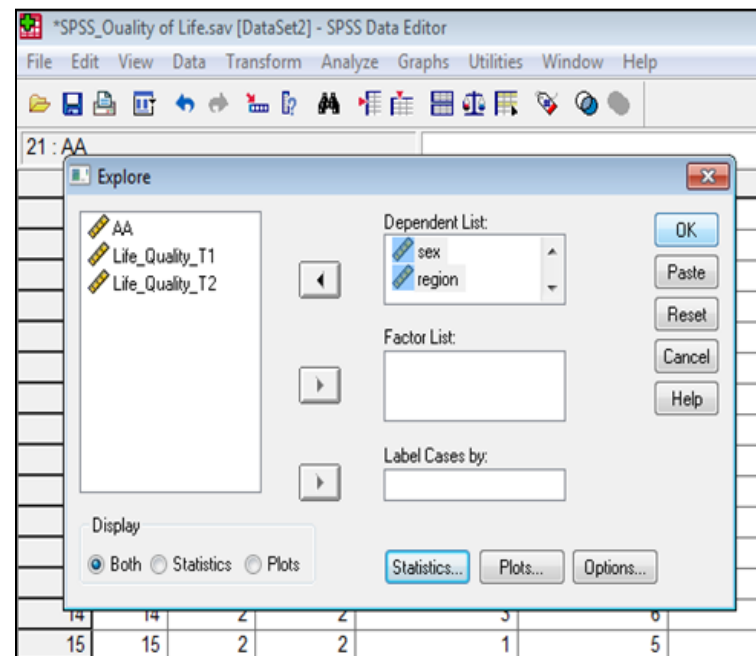 *SPSS_Ouality of Life.sav [DataSet2] - SPSS Data Editor
File Edit View Data Transform Analyze Graphs Utilities Window Help
21 : AA
Explore
AA
Life_Quality_T1
Life_Quality_T2
Dependent List:
sex
region
Factor List:
Label Cases by:
OK
Paste
Reset
Cancel
Help
Display
Both Statistics Plots
Statistics... Plots... Options...
14 14 2 2 3 6
15 15 2 2 1 5